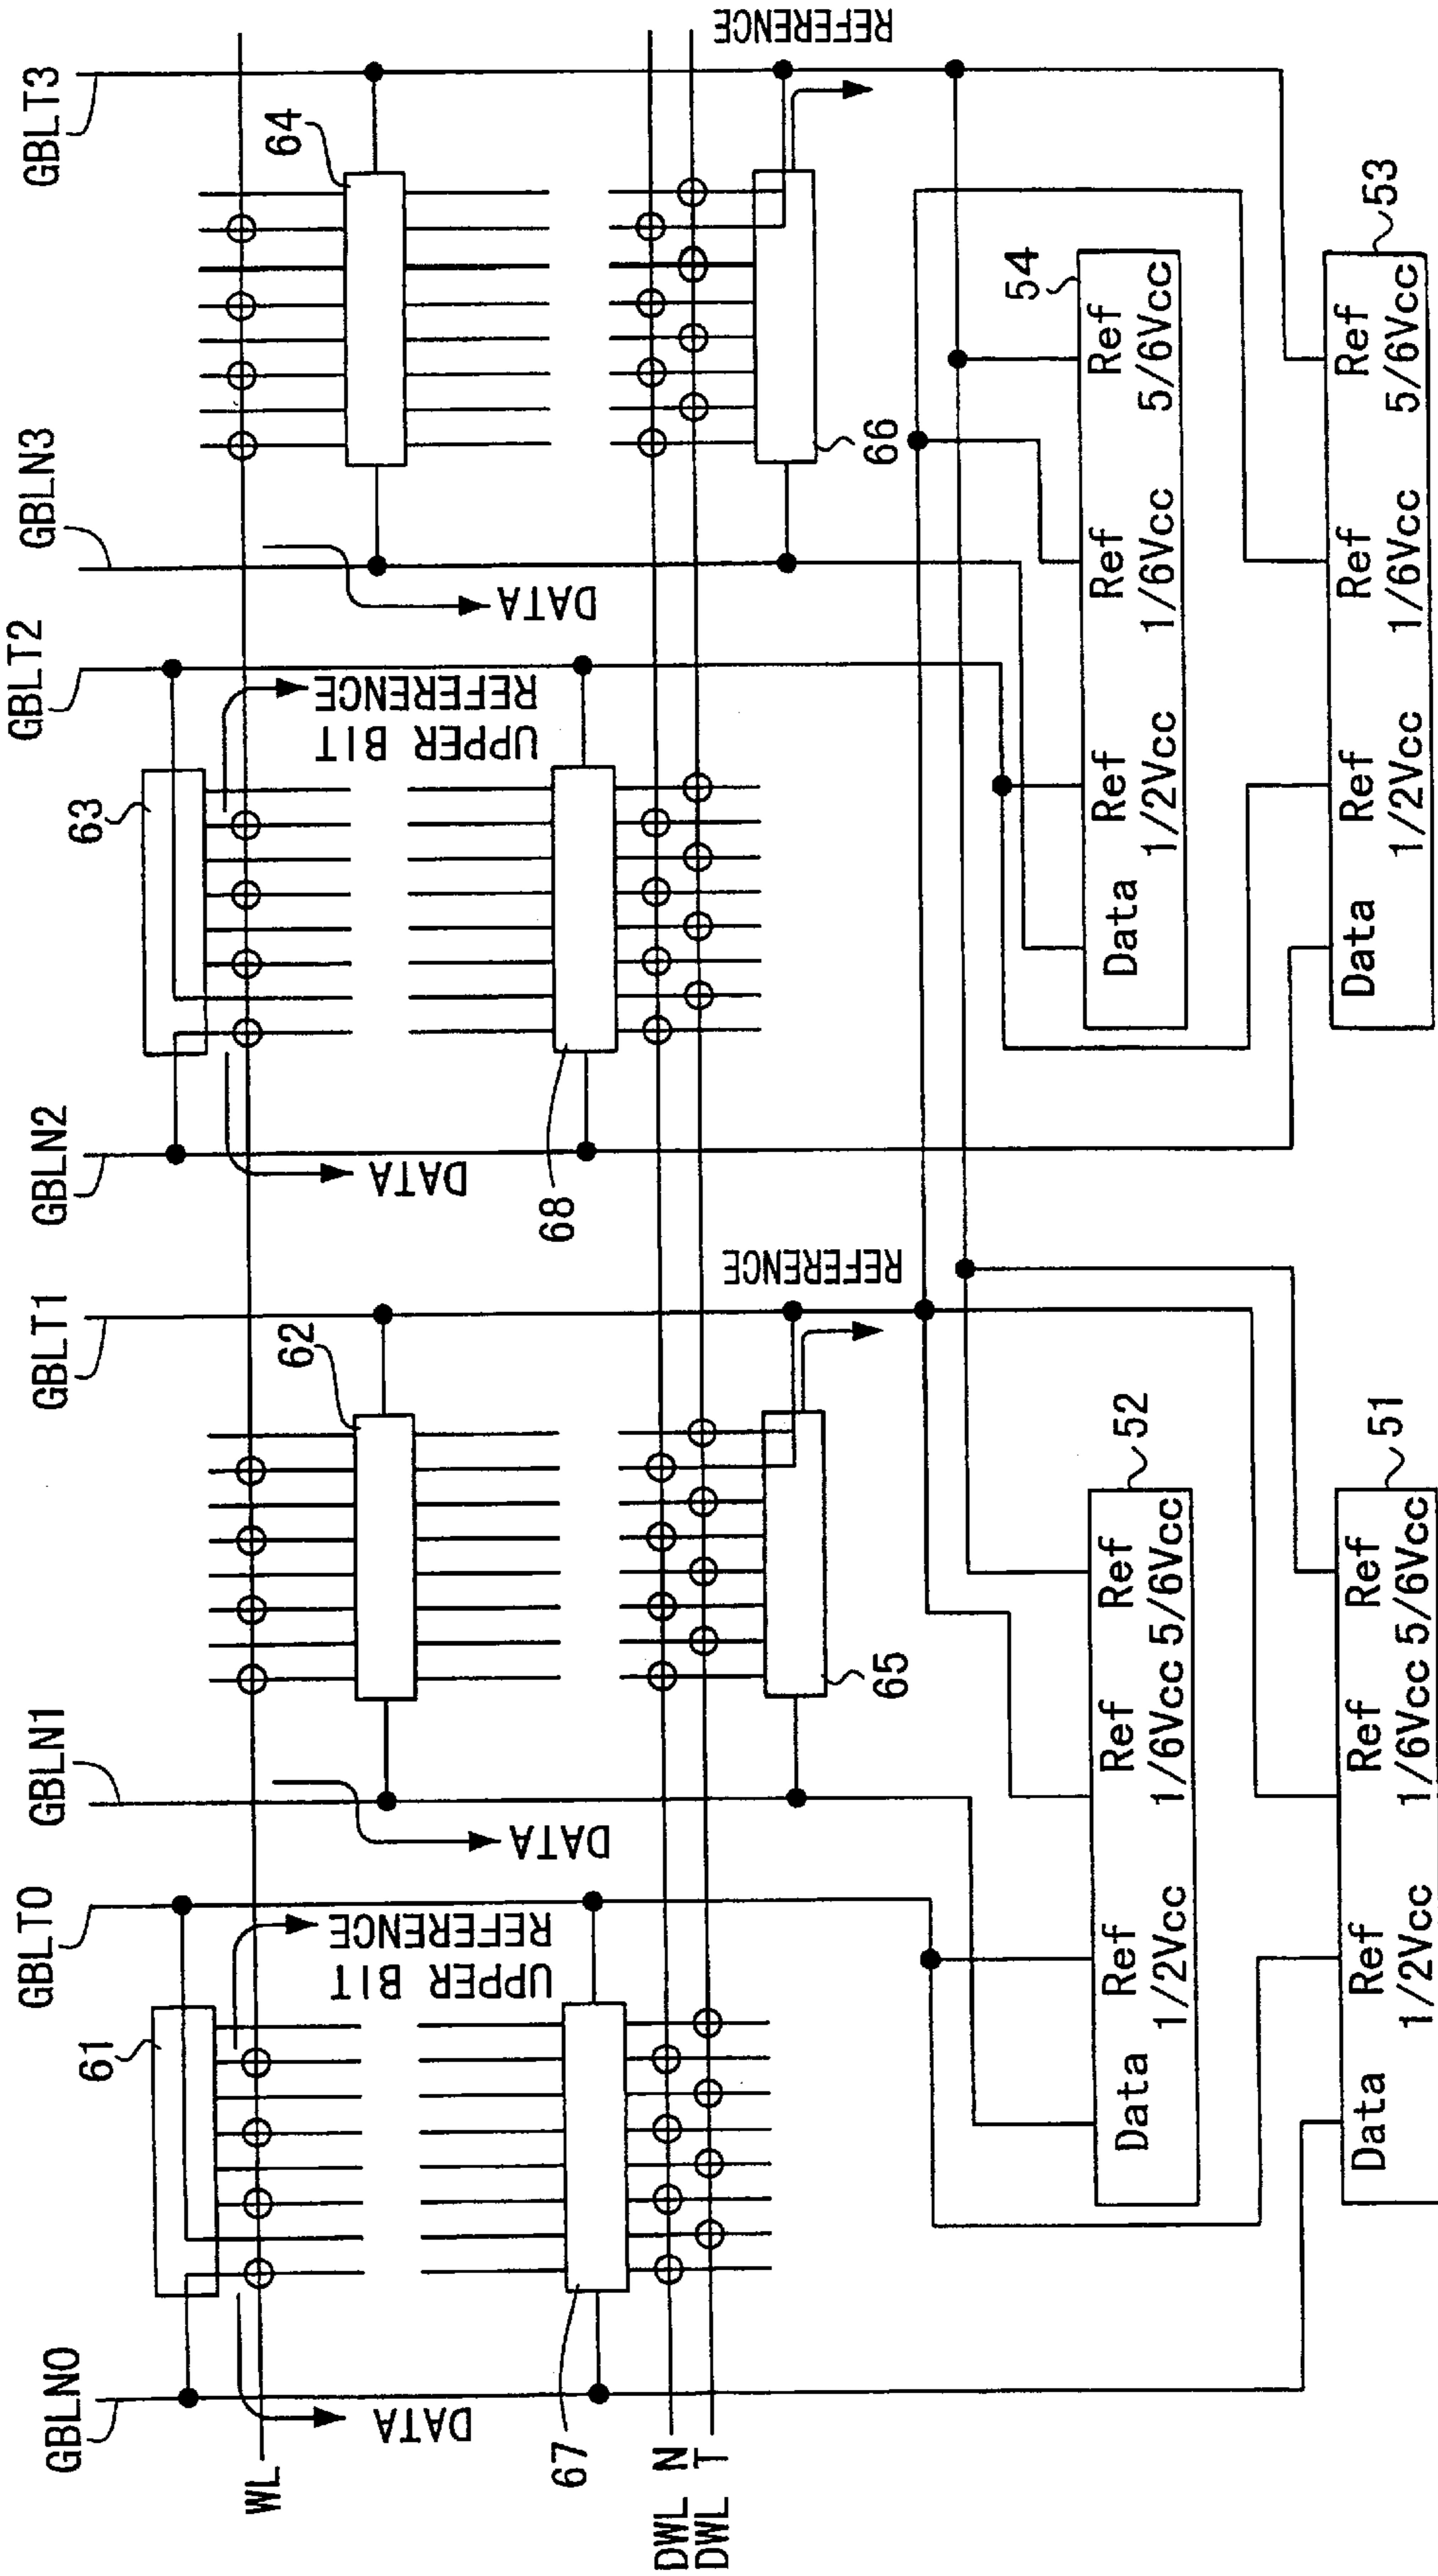 GBLN0
GBLT0
GBLN1
GBLT1
GBLN2
GBLT2
GBLN3
GBLT3
WL
61
62
63
64
DATA
UPPER BIT
REFERENCE
DATA
DATA
UPPER BIT
REFERENCE
DATA
DWL N
DWL T
67
65
68
66
REFERENCE
REFERENCE
52
Data Ref Ref Ref
1/2Vcc 1/6Vcc 5/6Vcc
54
Data Ref Ref Ref
1/2Vcc 1/6Vcc 5/6Vcc
51
Data Ref Ref Ref
1/2Vcc 1/6Vcc 5/6Vcc
53
Data Ref Ref Ref
1/2Vcc 1/6Vcc 5/6Vcc